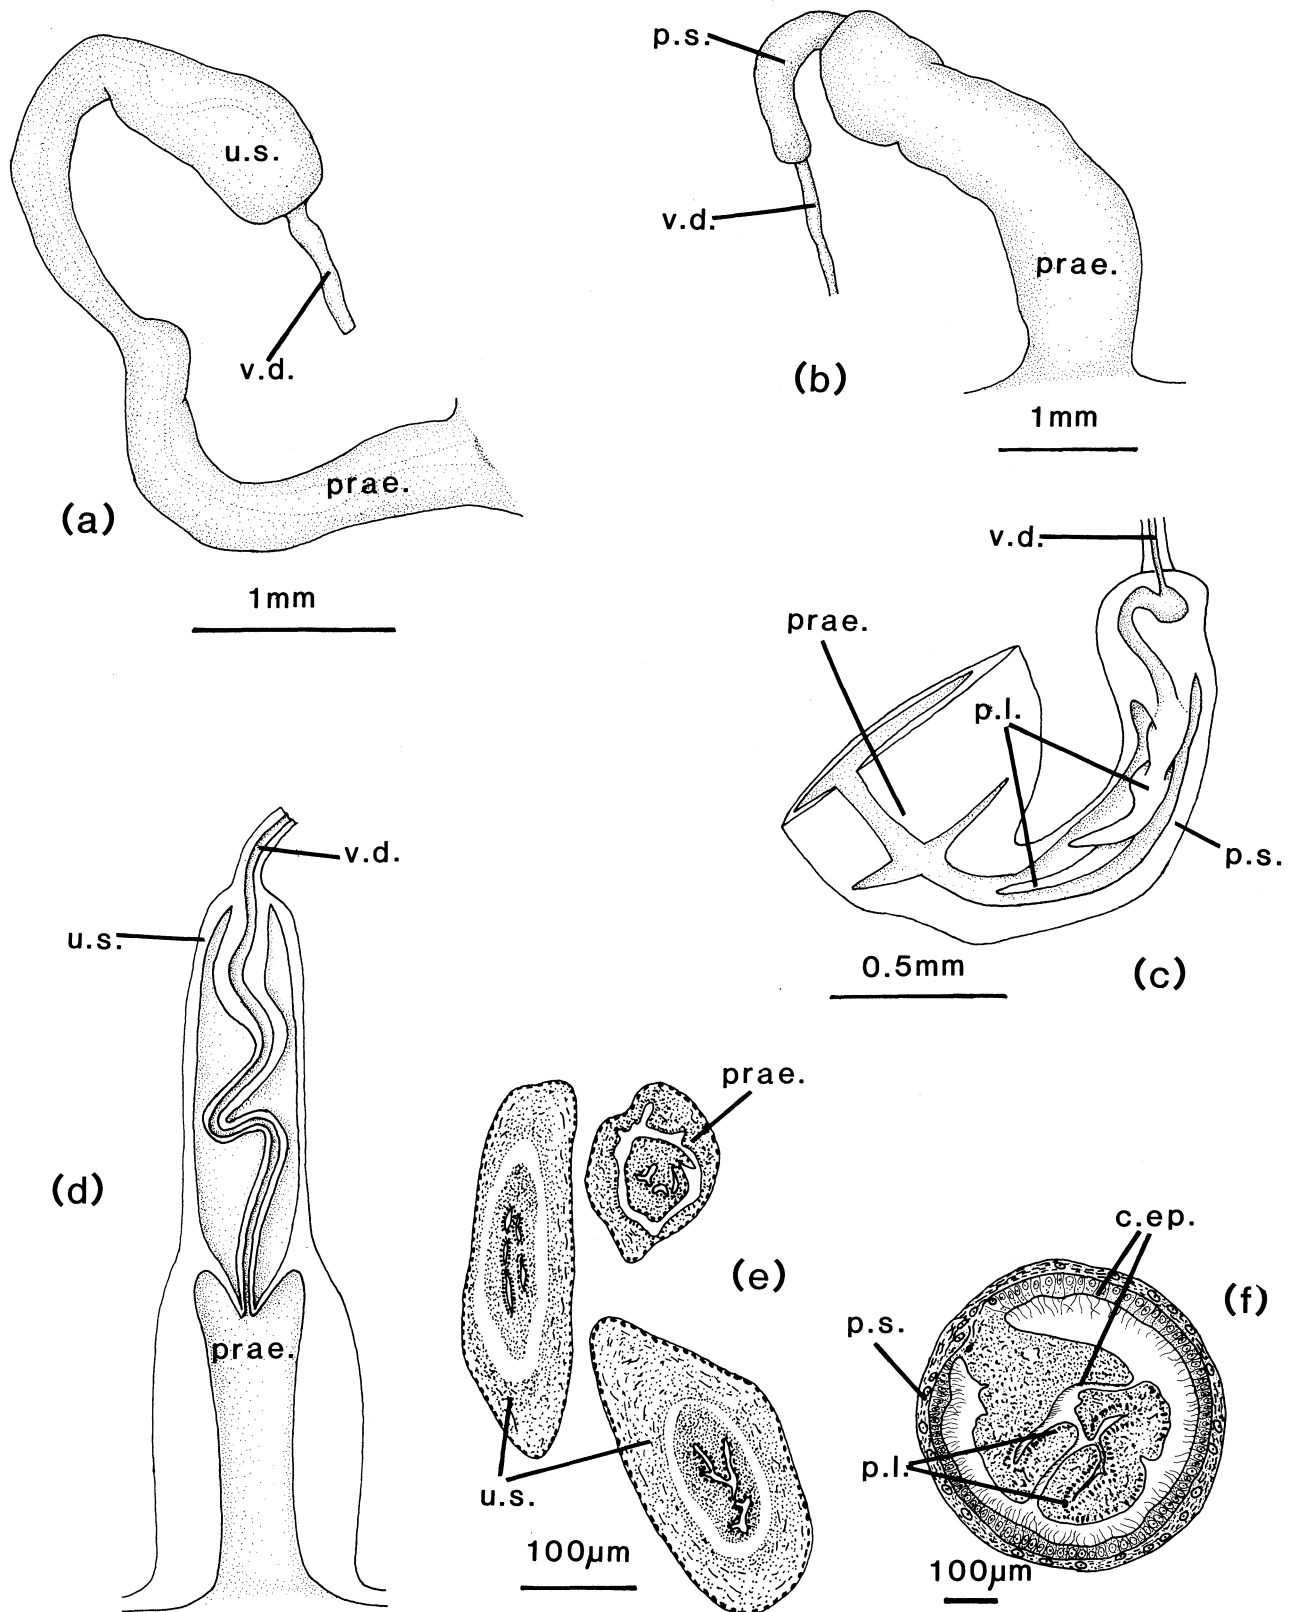 u.s.
v.d.
prae.
(a)
1mm
p.s.
v.d.
prae.
(b)
1mm
v.d.
prae.
p.l.
p.s.
0.5mm
(c)
v.d.
u.s.
(d)
prae.
prae.
(e)
u.s.
100µm
c.ep.
(f)
p.s.
p.l.
100µm